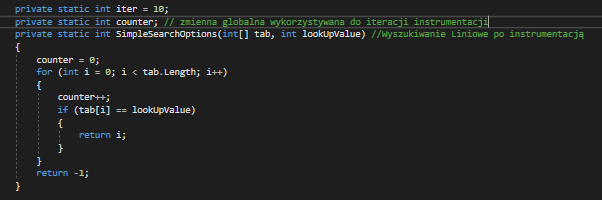 private static int iter = 10;
private static int counter; // zmienna globalna wykorzystywana do iteracji instrumentacji
private static int SimpleSearchOptions(int[] tab, int lookUpValue) //Wyszukiwanie Liniowe po instrumentacją
{
counter = 0;
for (int i = 0; i < tab.Length; i++)
{
counter++;
if (tab[i] == lookUpValue)
{
return i;
}
}
return -1;
}